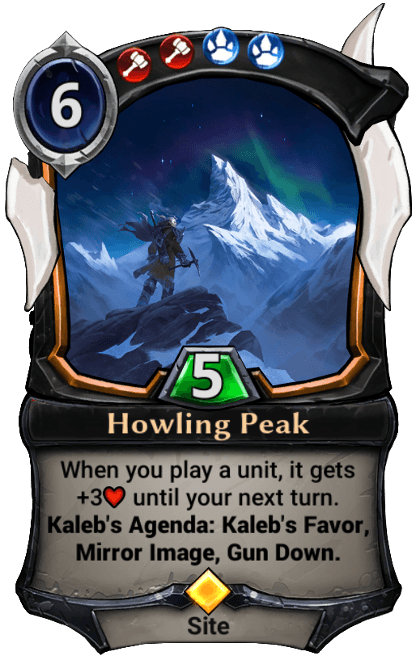 6
5
Howling Peak
When you play a unit, it gets
+3❤ until your next turn.
Kaleb's Agenda: Kaleb's Favor,
Mirror Image, Gun Down.
Site